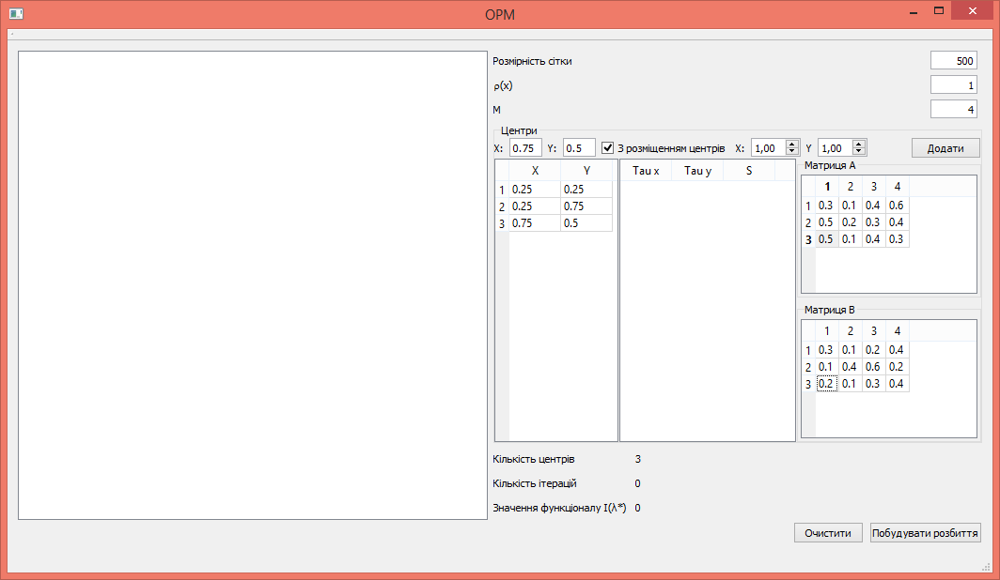 OPM
Розмірність сітки 500
ρ(x) 1
M 4
Центри
X: 0.75 Y: 0.5 З розміщенням центрів X: 1,00 Y 1,00 Додати
X Y
1 0.25 0.25
2 0.25 0.75
3 0.75 0.5
Tau x Tau y S
Матриця A
1 2 3 4
1 0.3 0.1 0.4 0.6
2 0.5 0.2 0.3 0.4
3 0.5 0.1 0.4 0.3
Матриця B
1 2 3 4
1 0.3 0.1 0.2 0.4
2 0.1 0.4 0.6 0.2
3 0.2 0.1 0.3 0.4
Кількість центрів 3
Кількість ітерацій 0
Значення функціоналу I(λ*) 0
Очистити Побудувати розбиття